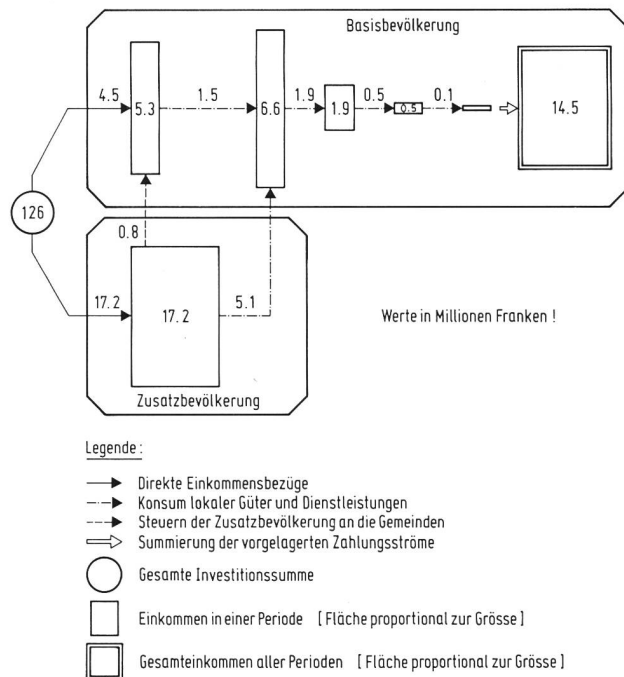 Basisbevölkerung
4.5
5.3
1.5
6.6
1.9
1.9
0.5
0.5
0.1
14.5
126
0.8
17.2
17.2
5.1
Werte in Millionen Franken !
Zusatzbevölkerung
Legende :
Direkte Einkommensbezüge
Konsum lokaler Güter und Dienstleistungen
Steuern der Zusatzbevölkerung an die Gemeinden
Summierung der vorgelagerten Zahlungsströme
Gesamte Investitionssumme
Einkommen in einer Periode [ Fläche proportional zur Grösse ]
Gesamteinkommen aller Perioden [ Fläche proportional zur Grösse ]